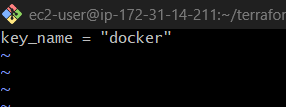 ec2-user@ip-172-31-14-211:~/terrafor
key_name = "docker"
~
~
~
~